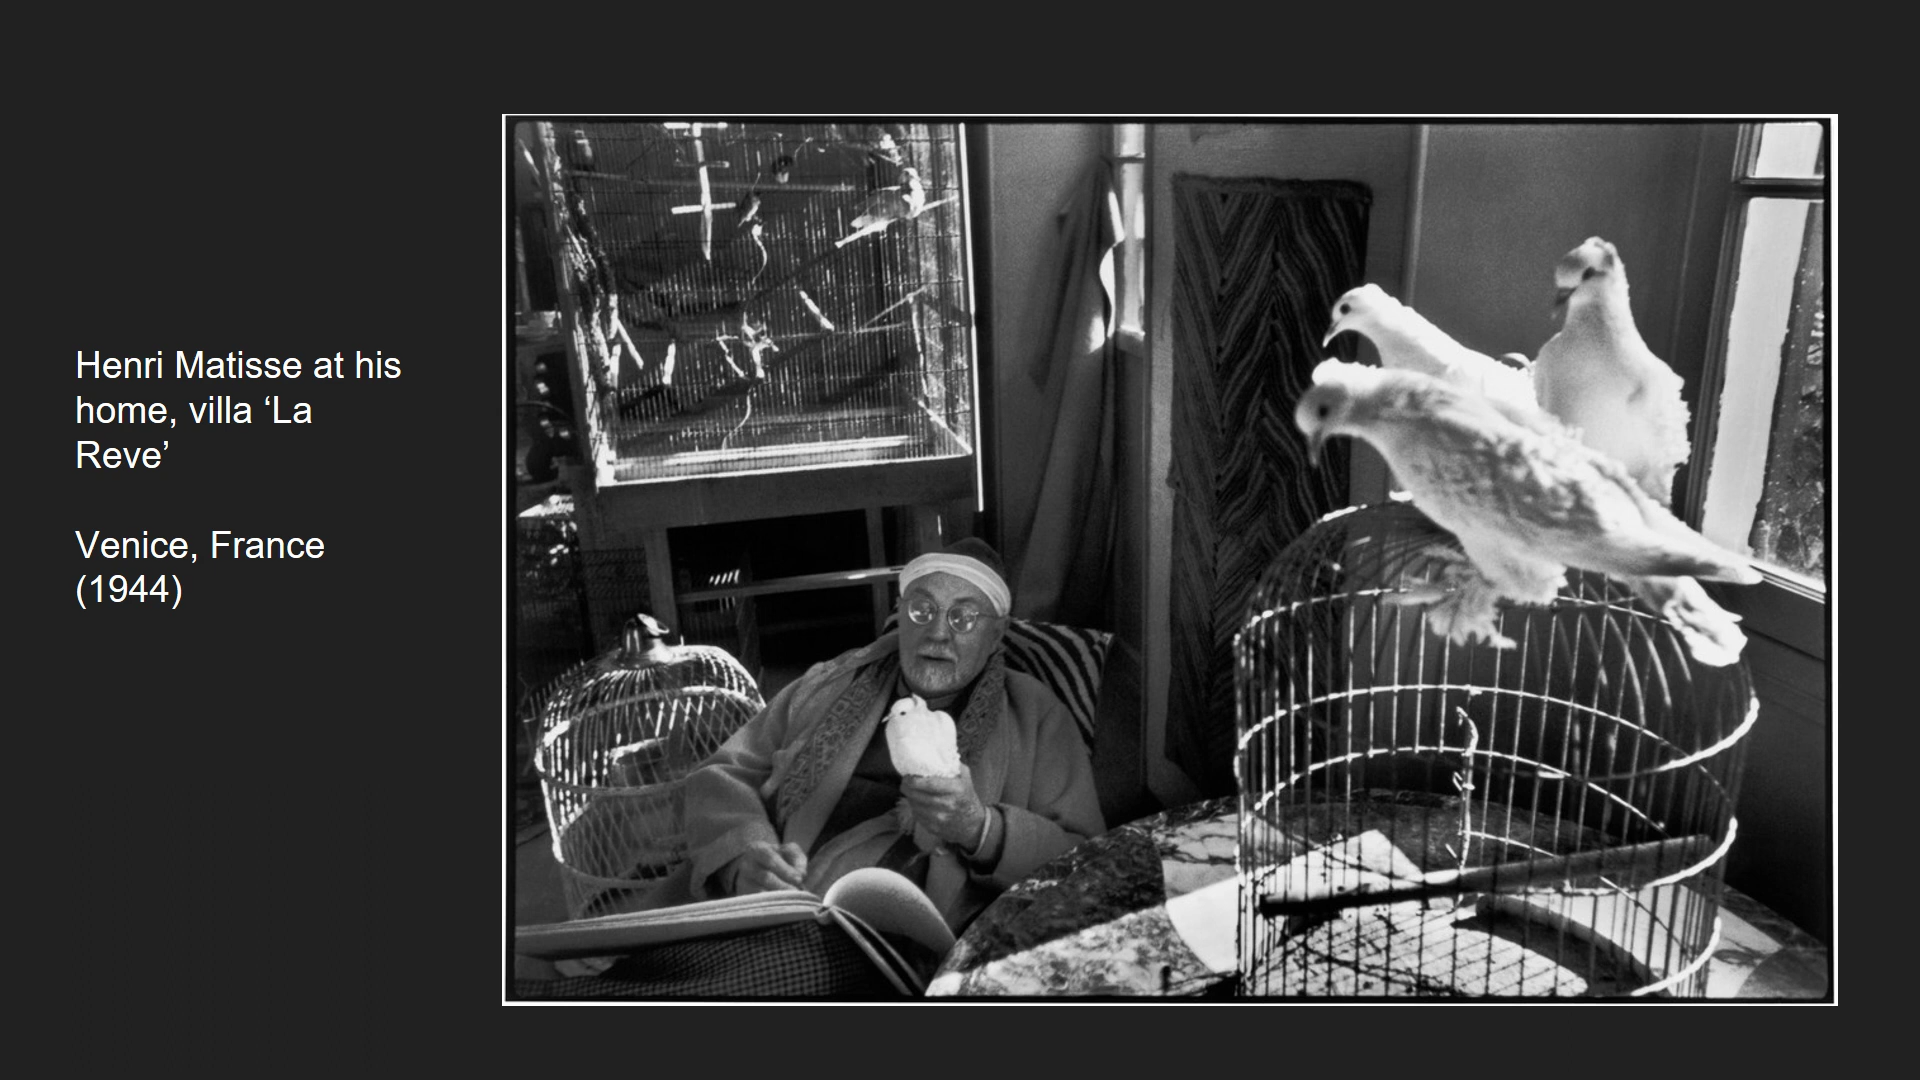 Henri Matisse at his
home, villa ‘La
Reve’
Venice, France
(1944)